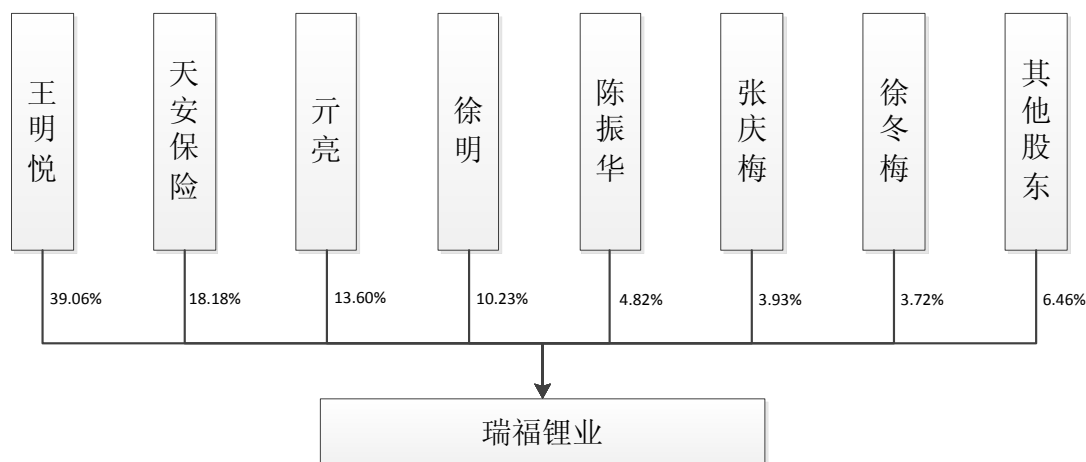 王明悦
天安保险
亓亮
徐明
陈振华
张庆梅
徐冬梅
其他股东
39.06%
18.18%
13.60%
10.23%
4.82%
3.93%
3.72%
6.46%
瑞福锂业